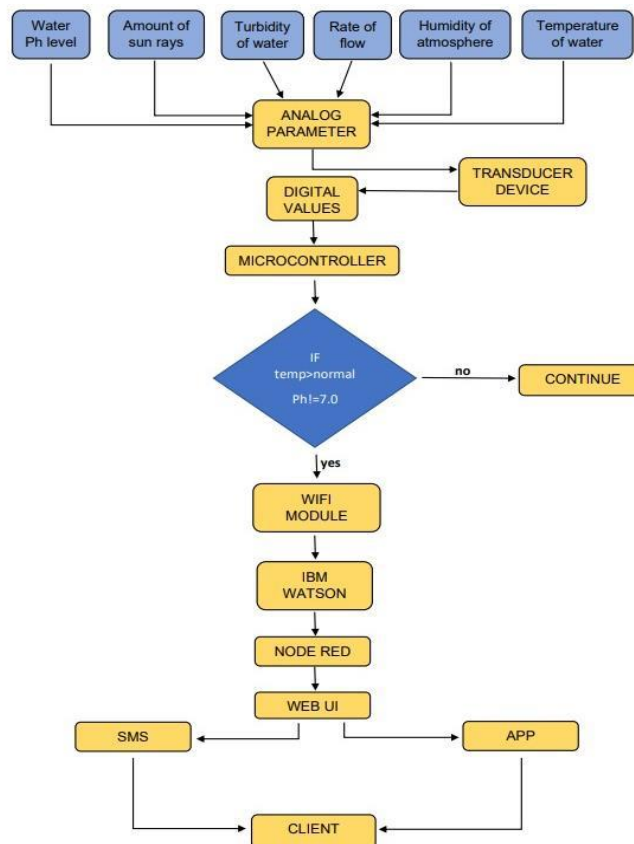 Water
Ph level
Amount of
sun rays
Turbidity
of water
Rate of
flow
Humidity of
atmosphere
Temperature
of water
ANALOG
PARAMETER
TRANSDUCER
DEVICE
DIGITAL
VALUES
MICROCONTROLLER
IF
temp>normal
Ph!=7.0
no
CONTINUE
yes
WIFI
MODULE
IBM
WATSON
NODE RED
WEB UI
SMS
APP
CLIENT